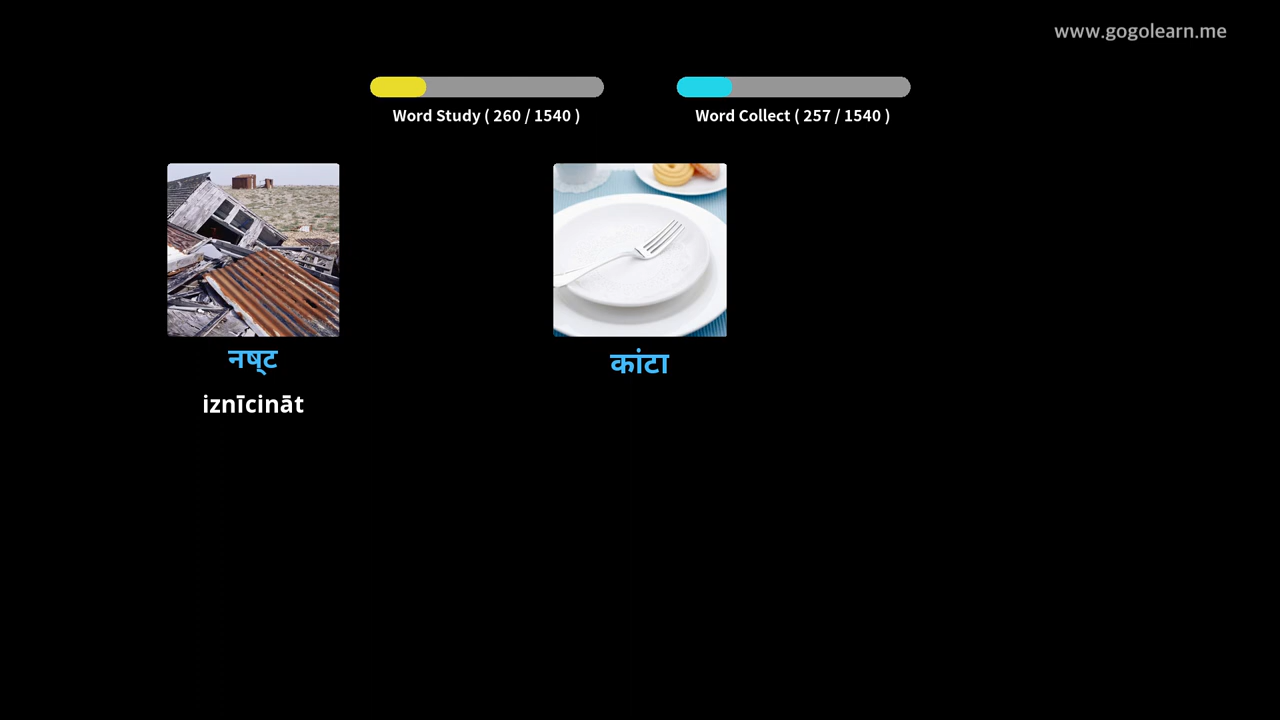 www.gogolearn.me
Word Study ( 260 / 1540 )
Word Collect ( 257 / 1540 )
नष्ट
कांटा
iznīcināt